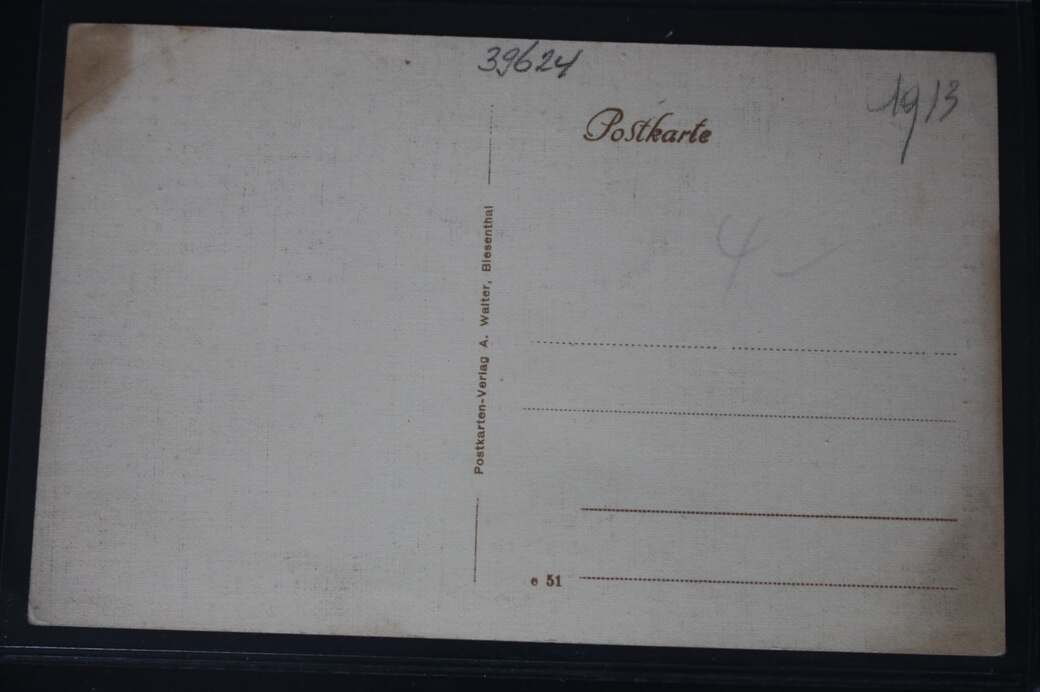 39624
1913
Postkarte
4 -
Postkarten-Verlag A. Walter, Biesenthal
e 51